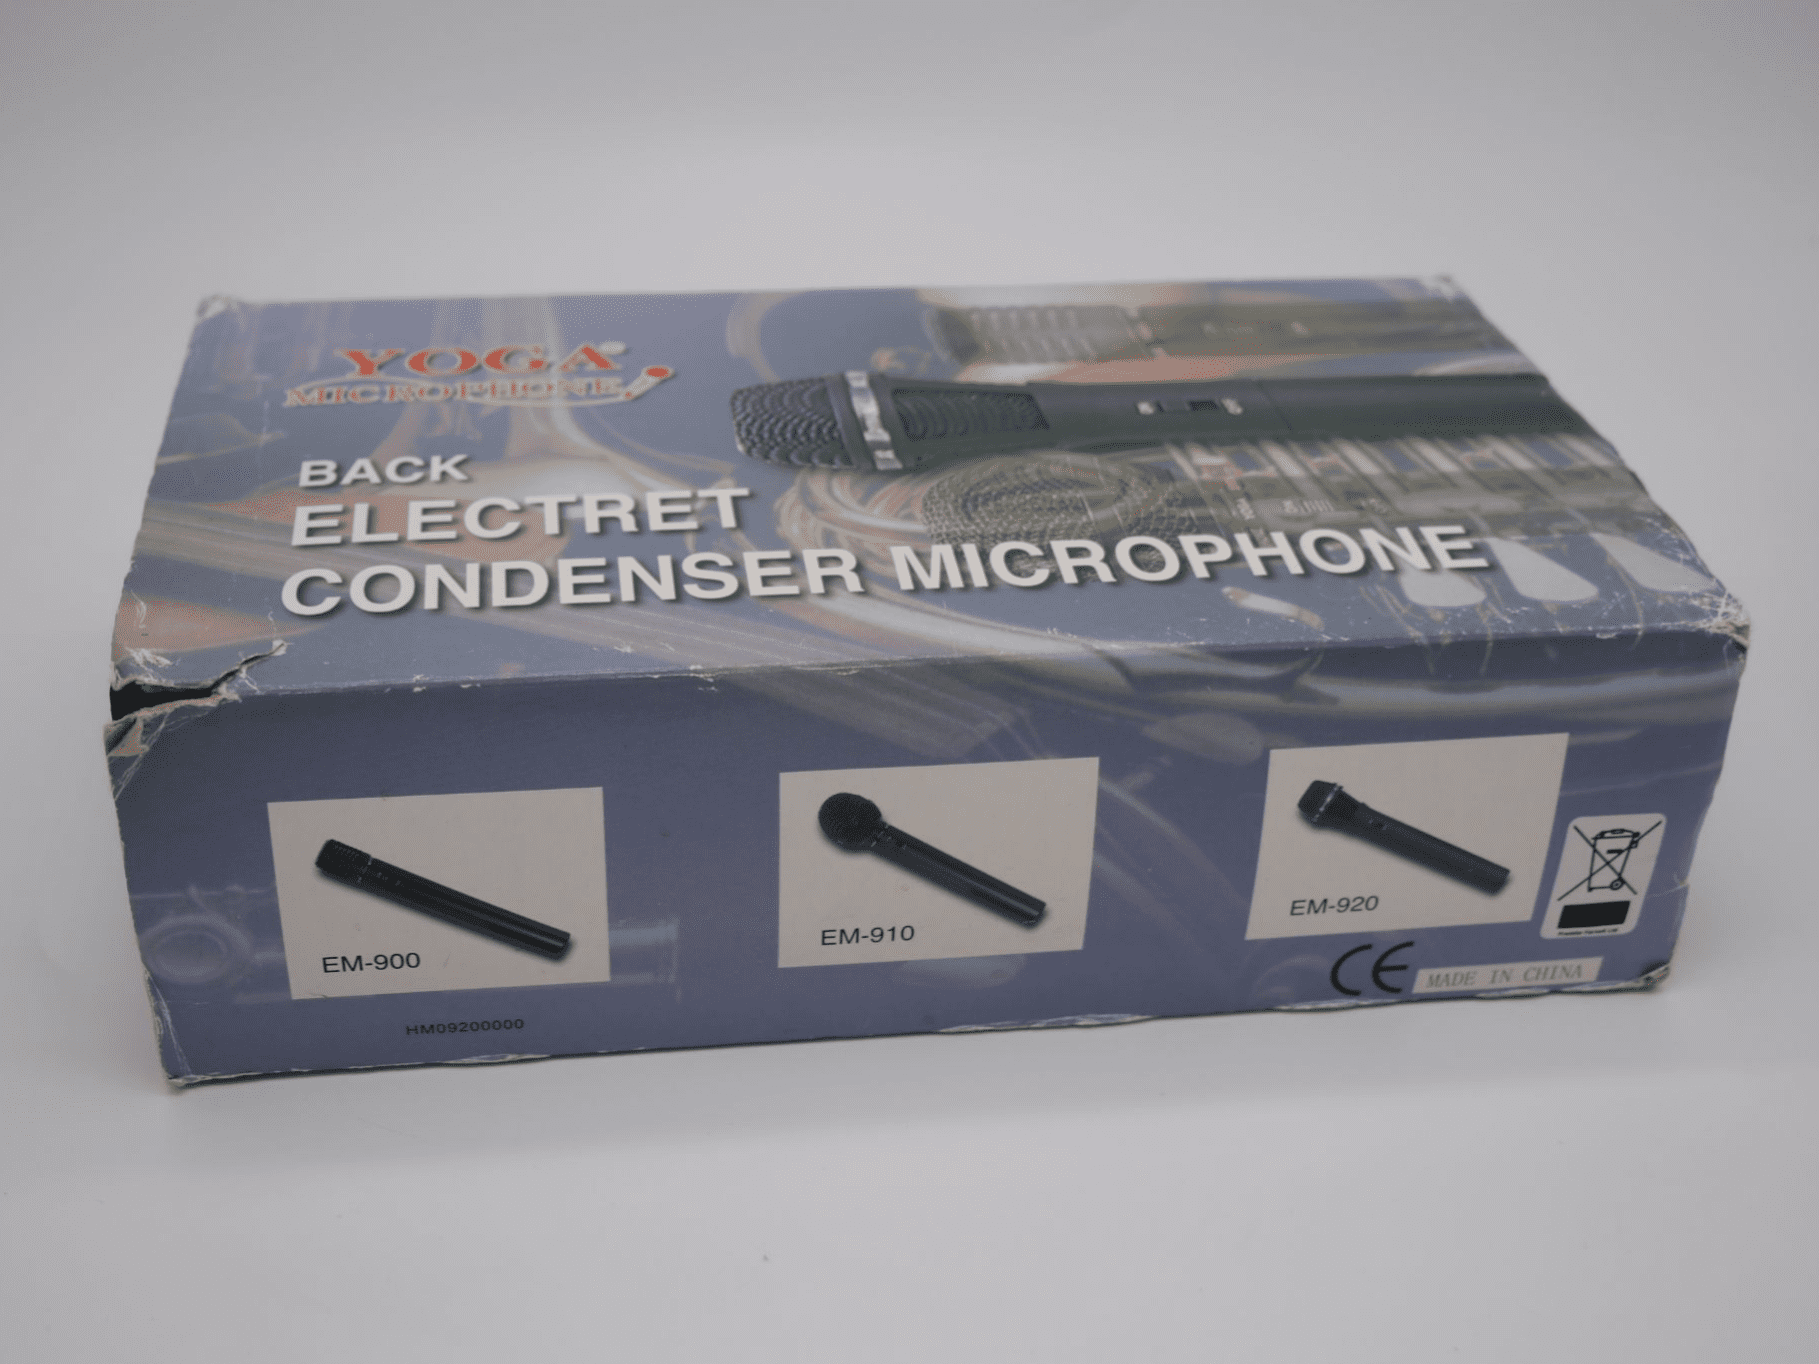 YOGA
MICROPHONE
BACK
ELECTRET
CONDENSER MICROPHONE
EM-900
EM-910
EM-920
CE
MADE IN CHINA
HM09200000